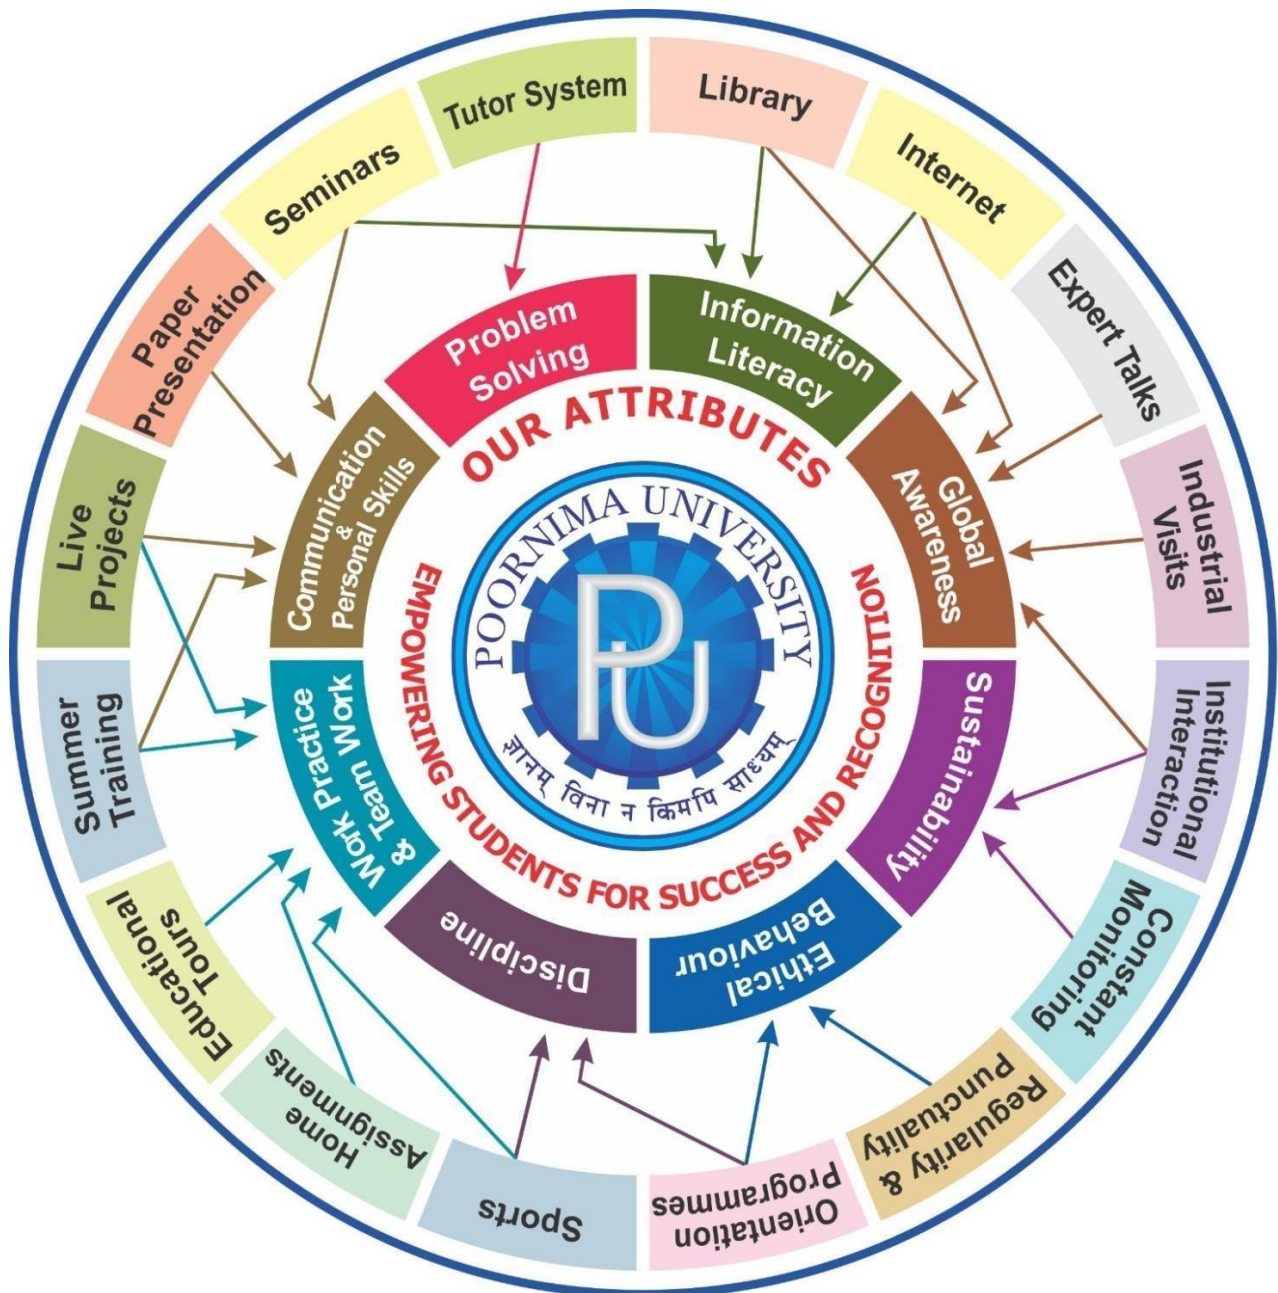 Tutor System
Library
Internet
Expert Talks
Industrial
Visits
Institutional
Interaction
Constant
Monitoring
Regularity &
Punctuality
Orientation
Programmes
Sports
Home
Assignments
Educational
Tours
Summer
Training
Live
Projects
Paper
Presentation
Seminars
Problem
Solving
Information
Literacy
Global
Awareness
Sustainability
Ethical
Behaviour
Discipline
Work Practice
& Team Work
Communication
&
Personal Skills
OUR ATTRIBUTES
EMPOWERING STUDENTS FOR SUCCESS AND RECOGNITION
POORNIMA UNIVERSITY
PU
ज्ञानम् विना न किमपि साध्यम्